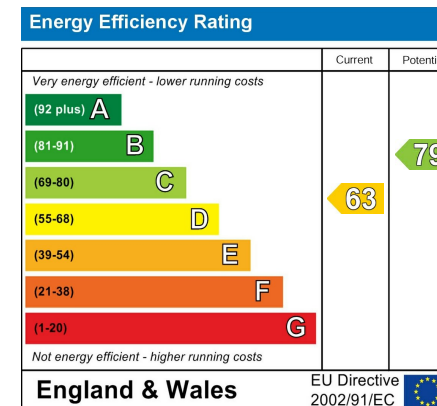 Energy Efficiency Rating
Current Potenti
Very energy efficient - lower running costs
(92 plus) A
(81-91) B
(69-80) C
(55-68) D
(39-54) E
(21-38) F
(1-20) G
63
79
Not energy efficient - higher running costs
England & Wales
EU Directive
2002/91/EC